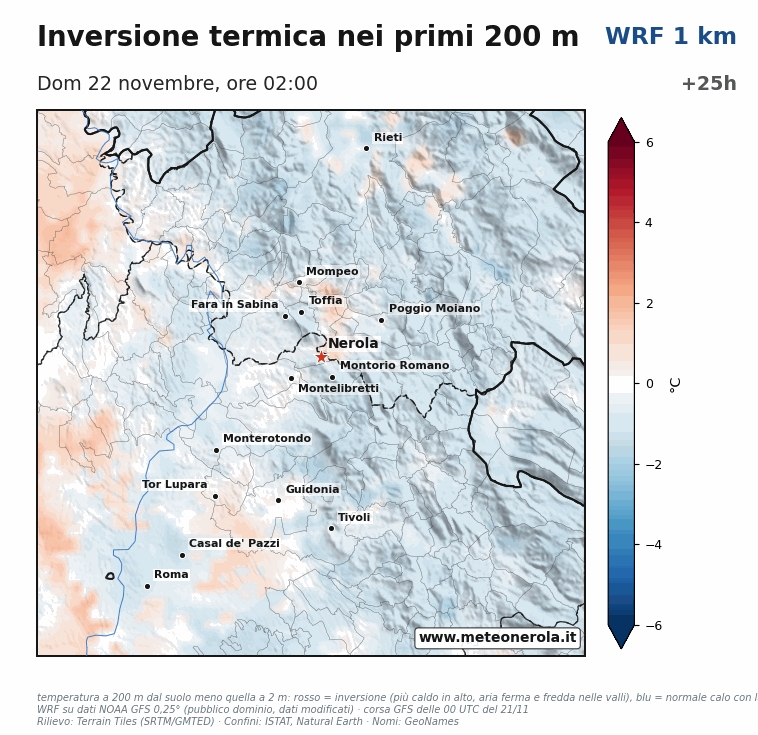 Inversione termica nei primi 200 m WRF 1 km
Dom 22 novembre, ore 02:00 +25h
Rieti
Mompeo
Fara in Sabina
Toffia
Poggio Moiano
Nerola
Montorio Romano
Montelibretti
Monterotondo
Tor Lupara
Guidonia
Tivoli
Casal de' Pazzi
Roma
www.meteonerola.it
6
4
2
0
−2
−4
−6
°C
temperatura a 200 m dal suolo meno quella a 2 m: rosso = inversione (più caldo in alto, aria ferma e fredda nelle valli), blu = normale calo con l
WRF su dati NOAA GFS 0,25° (pubblico dominio, dati modificati) · corsa GFS delle 00 UTC del 21/11
Rilievo: Terrain Tiles (SRTM/GMTED) · Confini: ISTAT, Natural Earth · Nomi: GeoNames